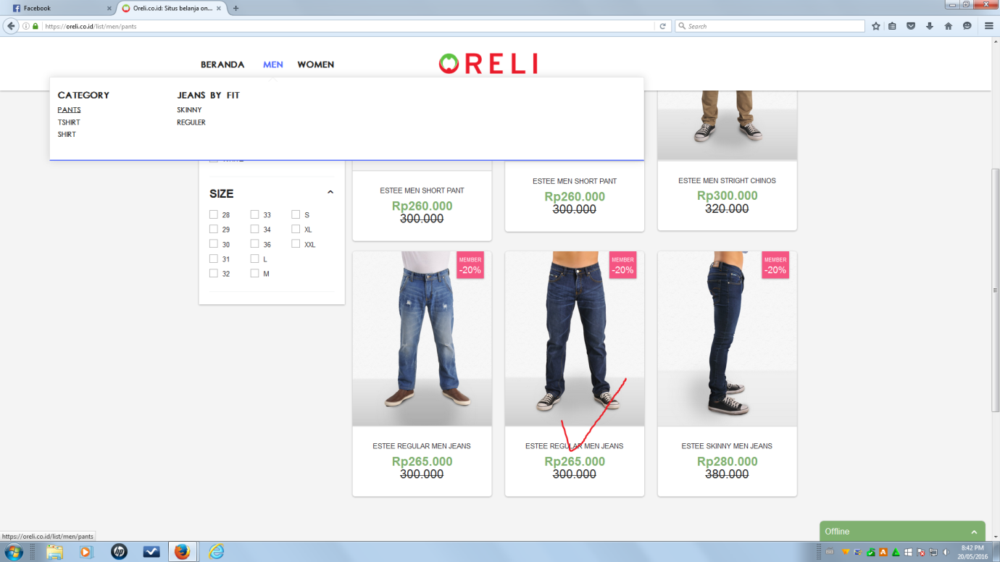 Facebook
Oreli.co.id: Situs belanja on...
https://oreli.co.id/list/men/pants
Search
BERANDA MEN WOMEN
ORELI
CATEGORY
PANTS
TSHIRT
SHIRT
JEANS BY FIT
SKINNY
REGULER
SIZE
28 33 S
29 34 XL
30 36 XXL
31 L
32 M
ESTEE MEN SHORT PANT
Rp260.000
300.000
ESTEE MEN SHORT PANT
Rp260.000
300.000
ESTEE MEN STRIGHT CHINOS
Rp300.000
320.000
MEMBER
-20%
ESTEE REGULAR MEN JEANS
Rp265.000
300.000
MEMBER
-20%
ESTEE REGULAR MEN JEANS
Rp265.000
300.000
MEMBER
-20%
ESTEE SKINNY MEN JEANS
Rp280.000
380.000
https://oreli.co.id/list/men/pants
Offline
hp
8:42 PM
20/05/2016